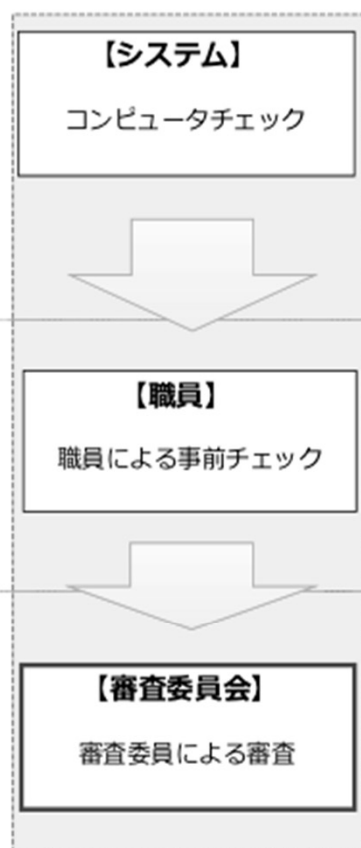 【システム】
コンピュータチェック
【職員】
職員による事前チェック
【審査委員会】
審査委員による審査